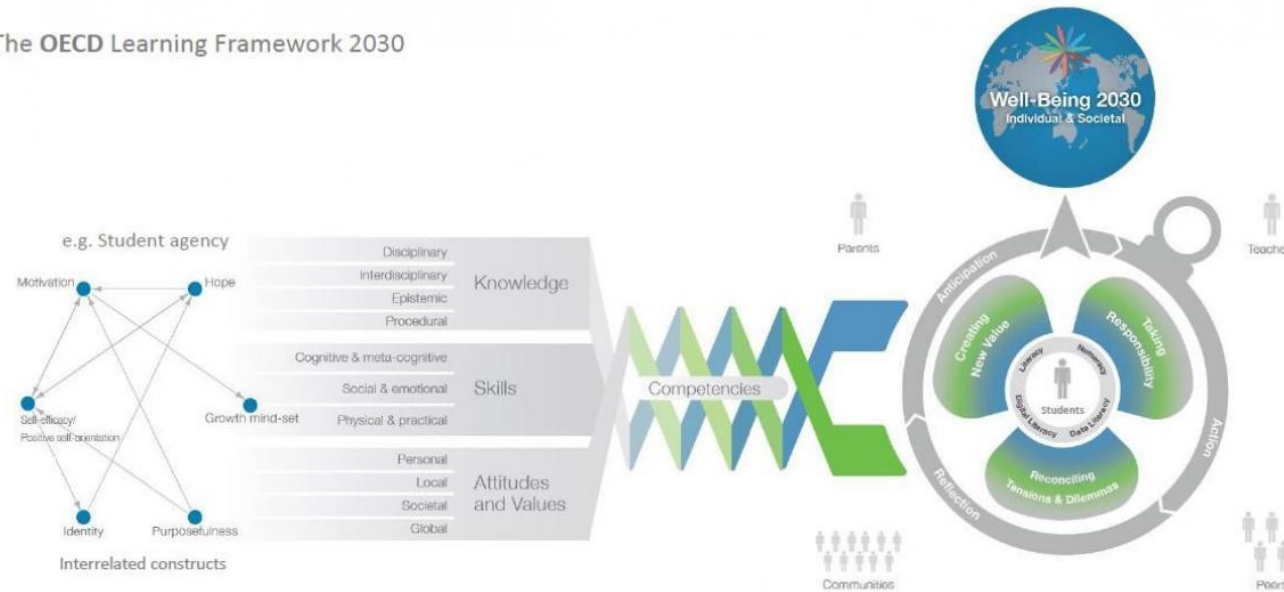 The OECD Learning Framework 2030
Well-Being 2030
Individual & Societal
e.g. Student agency
Motivation
Hope
Self-efficacy/
Positive self-orientation
Growth mind-set
Identity
Purposefulness
Interrelated constructs
Disciplinary
Interdisciplinary
Epistemic
Procedural
Knowledge
Cognitive & meta-cognitive
Social & emotional
Physical & practical
Skills
Personal
Local
Societal
Global
Attitudes
and Values
Competencies
Parents
Teache
Anticipation
Action
Reflection
Creating
New Value
Taking
Responsibility
Reconciling
Tensions & Dilemmas
Literacy
Numeracy
Digital Literacy
Data Literacy
Students
Communities
Peers